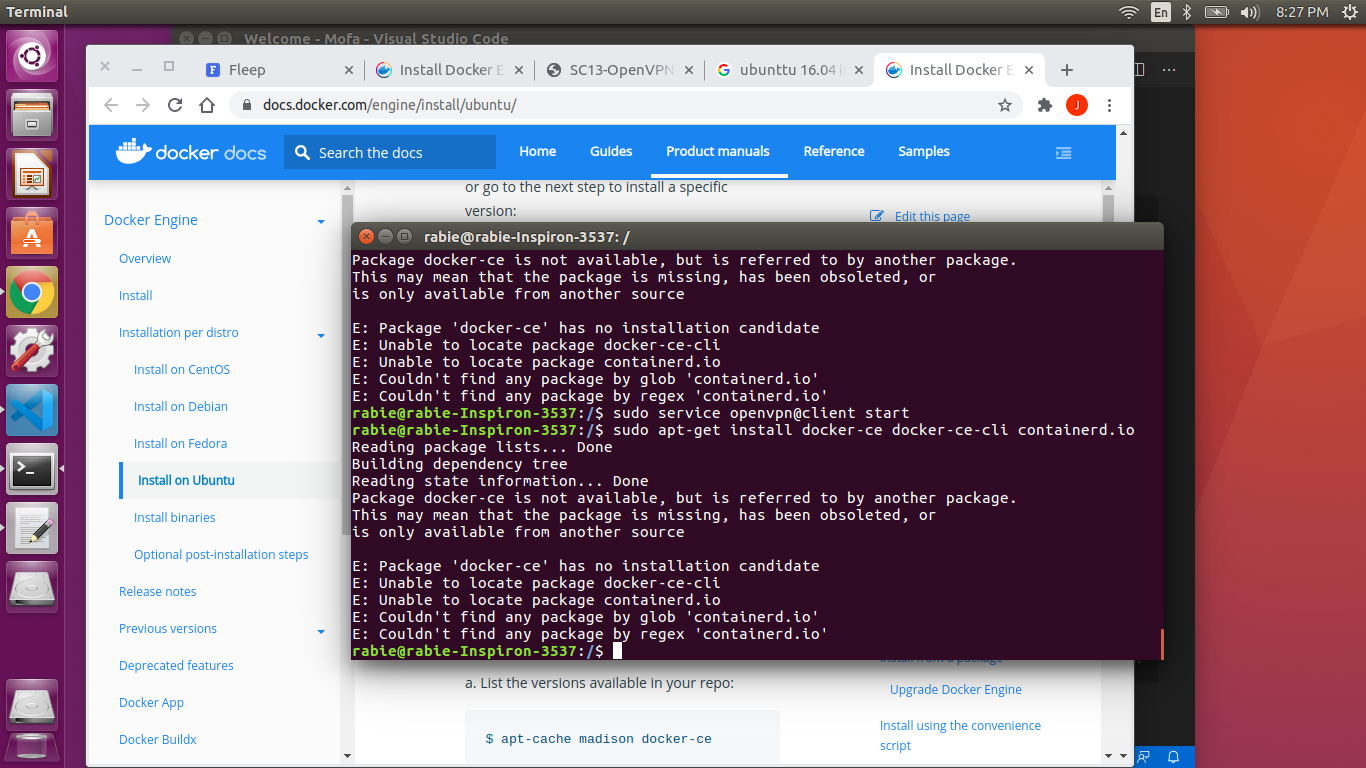 Terminal
En
8:27 PM
Welcome - Mofa - Visual Studio Code
Fleep
Install Docker E
SC13-OpenVPN
ubunttu 16.04 i
Install Docker E
docs.docker.com/engine/install/ubuntu/
J
docker docs
Search the docs
Home
Guides
Product manuals
Reference
Samples
or go to the next step to install a specific
version:
Edit this page
Docker Engine
Overview
Install
Installation per distro
Install on CentOS
Install on Debian
Install on Fedora
Install on Ubuntu
Install binaries
Optional post-installation steps
Release notes
Previous versions
Deprecated features
Docker App
Docker Buildx
rabie@rabie-Inspiron-3537: /
Package docker-ce is not available, but is referred to by another package.
This may mean that the package is missing, has been obsoleted, or
is only available from another source
E: Package 'docker-ce' has no installation candidate
E: Unable to locate package docker-ce-cli
E: Unable to locate package containerd.io
E: Couldn't find any package by glob 'containerd.io'
E: Couldn't find any package by regex 'containerd.io'
rabie@rabie-Inspiron-3537:/$ sudo service openvpn@client start
rabie@rabie-Inspiron-3537:/$ sudo apt-get install docker-ce docker-ce-cli containerd.io
Reading package lists... Done
Building dependency tree
Reading state information... Done
Package docker-ce is not available, but is referred to by another package.
This may mean that the package is missing, has been obsoleted, or
is only available from another source
E: Package 'docker-ce' has no installation candidate
E: Unable to locate package docker-ce-cli
E: Unable to locate package containerd.io
E: Couldn't find any package by glob 'containerd.io'
E: Couldn't find any package by regex 'containerd.io'
rabie@rabie-Inspiron-3537:/$
Install from a package
a. List the versions available in your repo:
Upgrade Docker Engine
$ apt-cache madison docker-ce
Install using the convenience
script